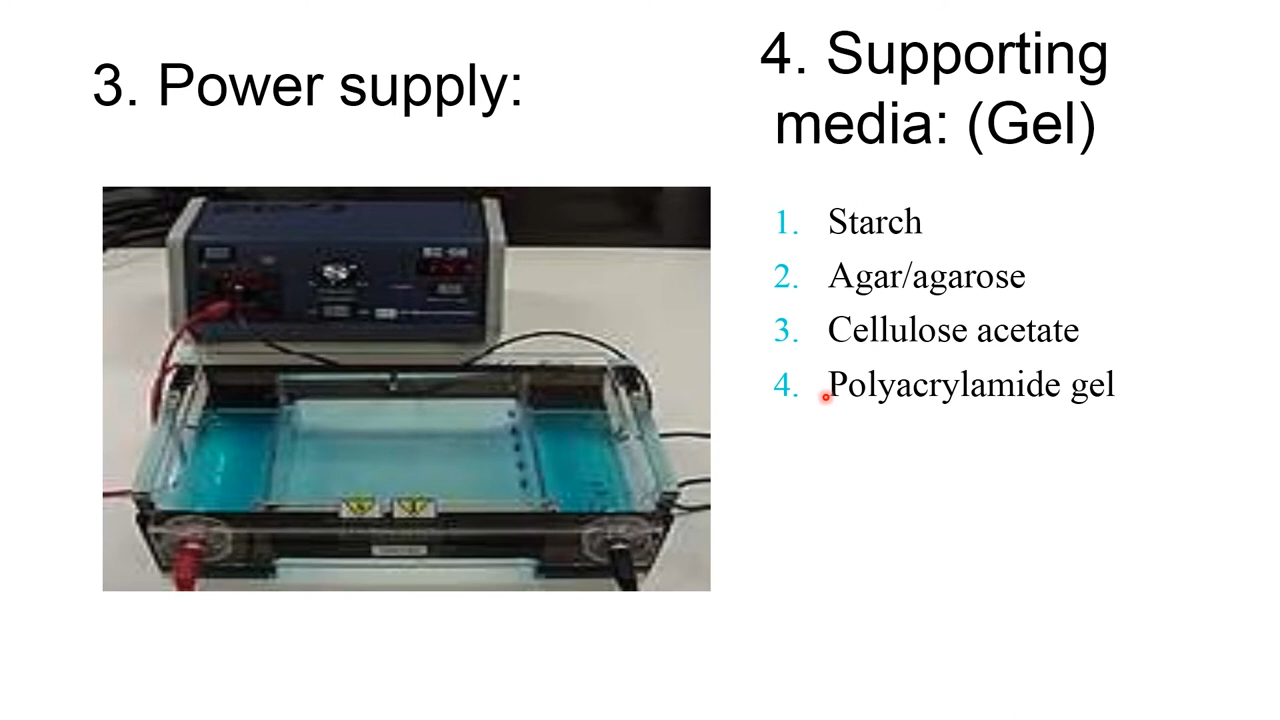 3. Power supply:
4. Supporting
media: (Gel)
1. Starch
2. Agar/agarose
3. Cellulose acetate
4. Polyacrylamide gel